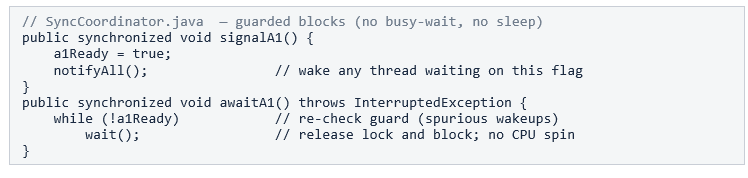 // SyncCoordinator.java  — guarded blocks (no busy-wait, no sleep)
public synchronized void signalA1() {
    a1Ready = true;
    notifyAll();                // wake any thread waiting on this flag
}
public synchronized void awaitA1() throws InterruptedException {
    while (!a1Ready)            // re-check guard (spurious wakeups)
        wait();                 // release lock and block; no CPU spin
}